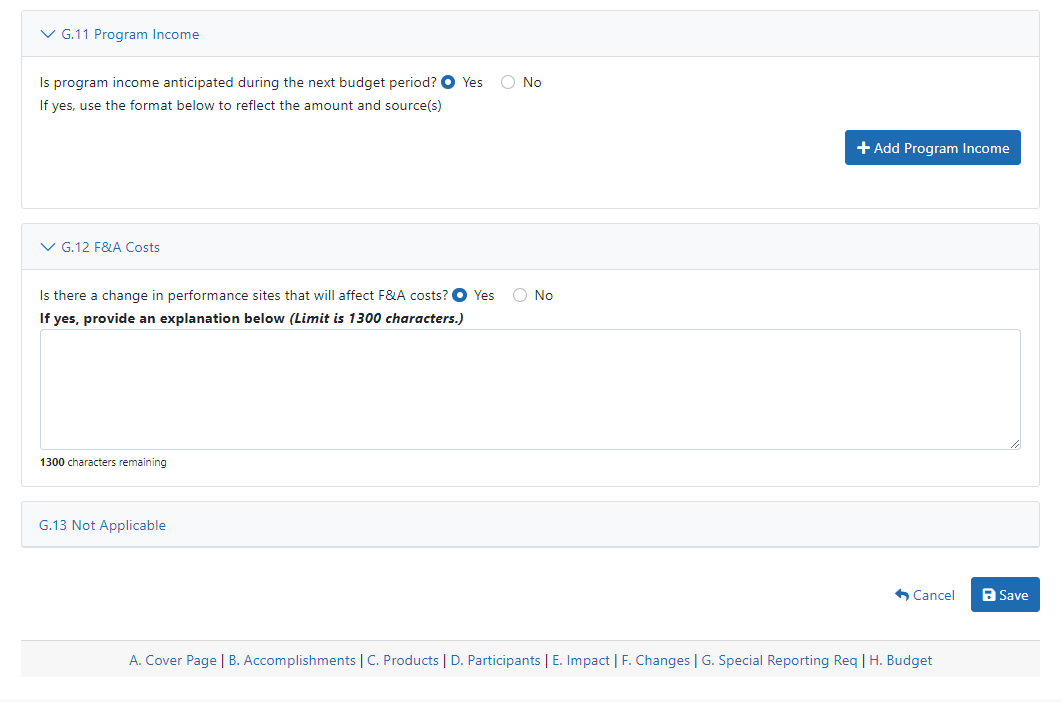 G.11 Program Income
Is program income anticipated during the next budget period? Yes No
If yes, use the format below to reflect the amount and source(s)
Add Program Income
G.12 F&A Costs
Is there a change in performance sites that will affect F&A costs? Yes No
If yes, provide an explanation below (Limit is 1300 characters.)
1300 characters remaining
G.13 Not Applicable
Cancel Save
A. Cover Page | B. Accomplishments | C. Products | D. Participants | E. Impact | F. Changes | G. Special Reporting Req | H. Budget